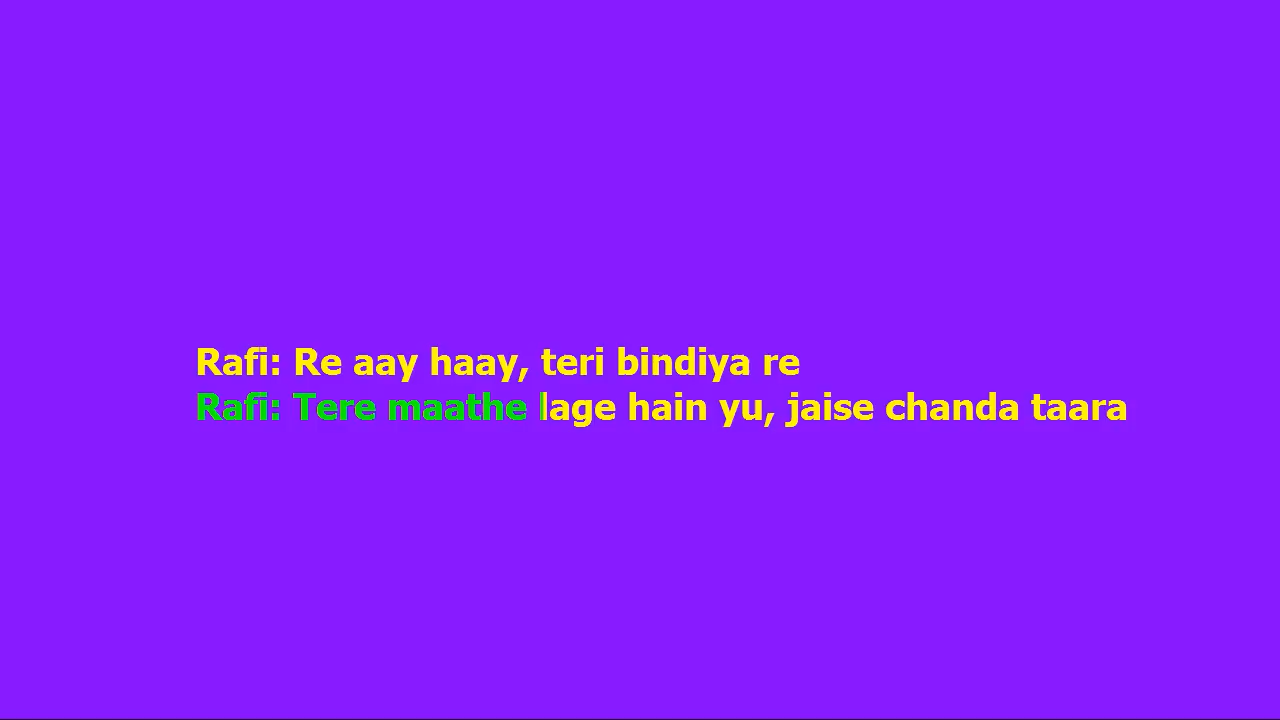 Rafi: Re aay haay, teri bindiya re
Rafi: Tere maathe lage hain yu, jaise chanda taara